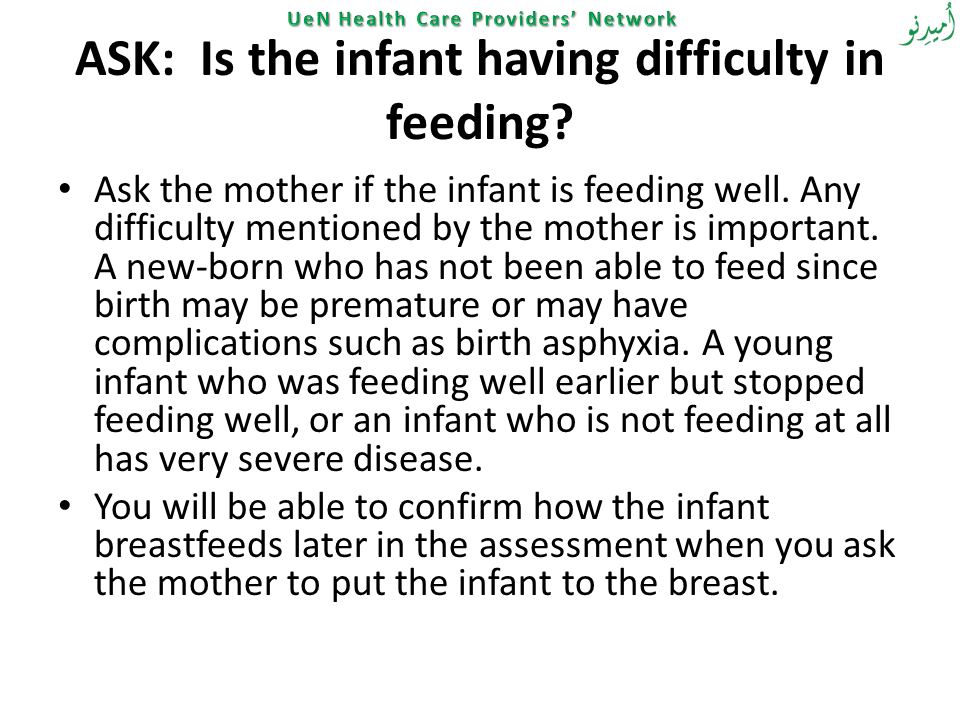 UeN Health Care Providers’ Network
أُميدِنو
ASK:  Is the infant having difficulty in
feeding?
• Ask the mother if the infant is feeding well. Any
difficulty mentioned by the mother is important.
A new-born who has not been able to feed since
birth may be premature or may have
complications such as birth asphyxia. A young
infant who was feeding well earlier but stopped
feeding well, or an infant who is not feeding at all
has very severe disease.
• You will be able to confirm how the infant
breastfeeds later in the assessment when you ask
the mother to put the infant to the breast.